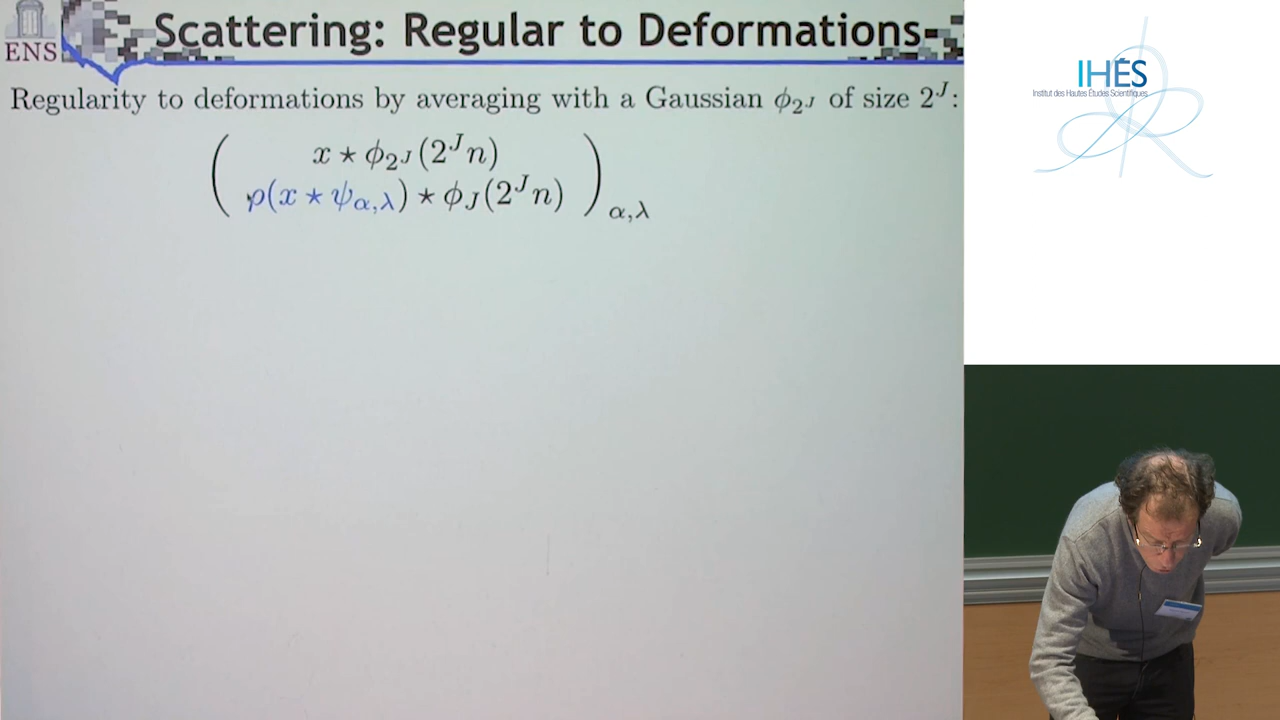 ENS
Scattering: Regular to Deformations
Regularity to deformations by averaging with a Gaussian ϕ_{2^J} of size 2^J:
x ⋆ ϕ_{2^J}(2^J n)
ρ(x ⋆ ψ_{α,λ}) ⋆ ϕ_J(2^J n)
α,λ
IHES
Institut des Hautes Études Scientifiques